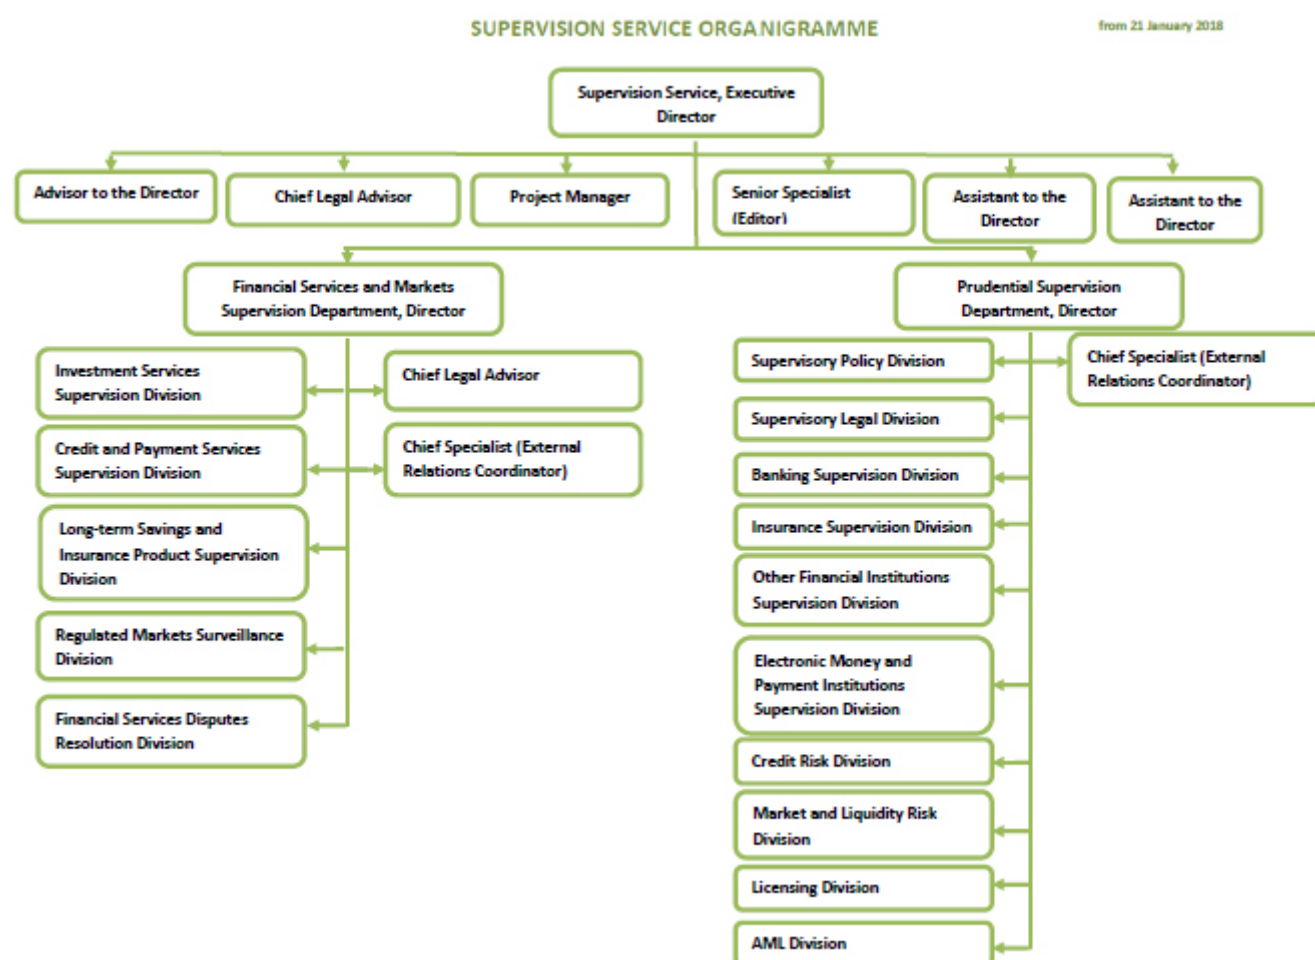 SUPERVISION SERVICE ORGANIGRAMME
from 21 January 2018
Supervision Service, Executive
Director
Advisor to the Director
Chief Legal Advisor
Project Manager
Senior Specialist
(Editor)
Assistant to the
Director
Assistant to the
Director
Financial Services and Markets
Supervision Department, Director
Prudential Supervision
Department, Director
Investment Services
Supervision Division
Chief Legal Advisor
Credit and Payment Services
Supervision Division
Chief Specialist (External
Relations Coordinator)
Long-term Savings and
Insurance Product Supervision
Division
Regulated Markets Surveillance
Division
Financial Services Disputes
Resolution Division
Supervisory Policy Division
Chief Specialist (External
Relations Coordinator)
Supervisory Legal Division
Banking Supervision Division
Insurance Supervision Division
Other Financial Institutions
Supervision Division
Electronic Money and
Payment Institutions
Supervision Division
Credit Risk Division
Market and Liquidity Risk
Division
Licensing Division
AML Division